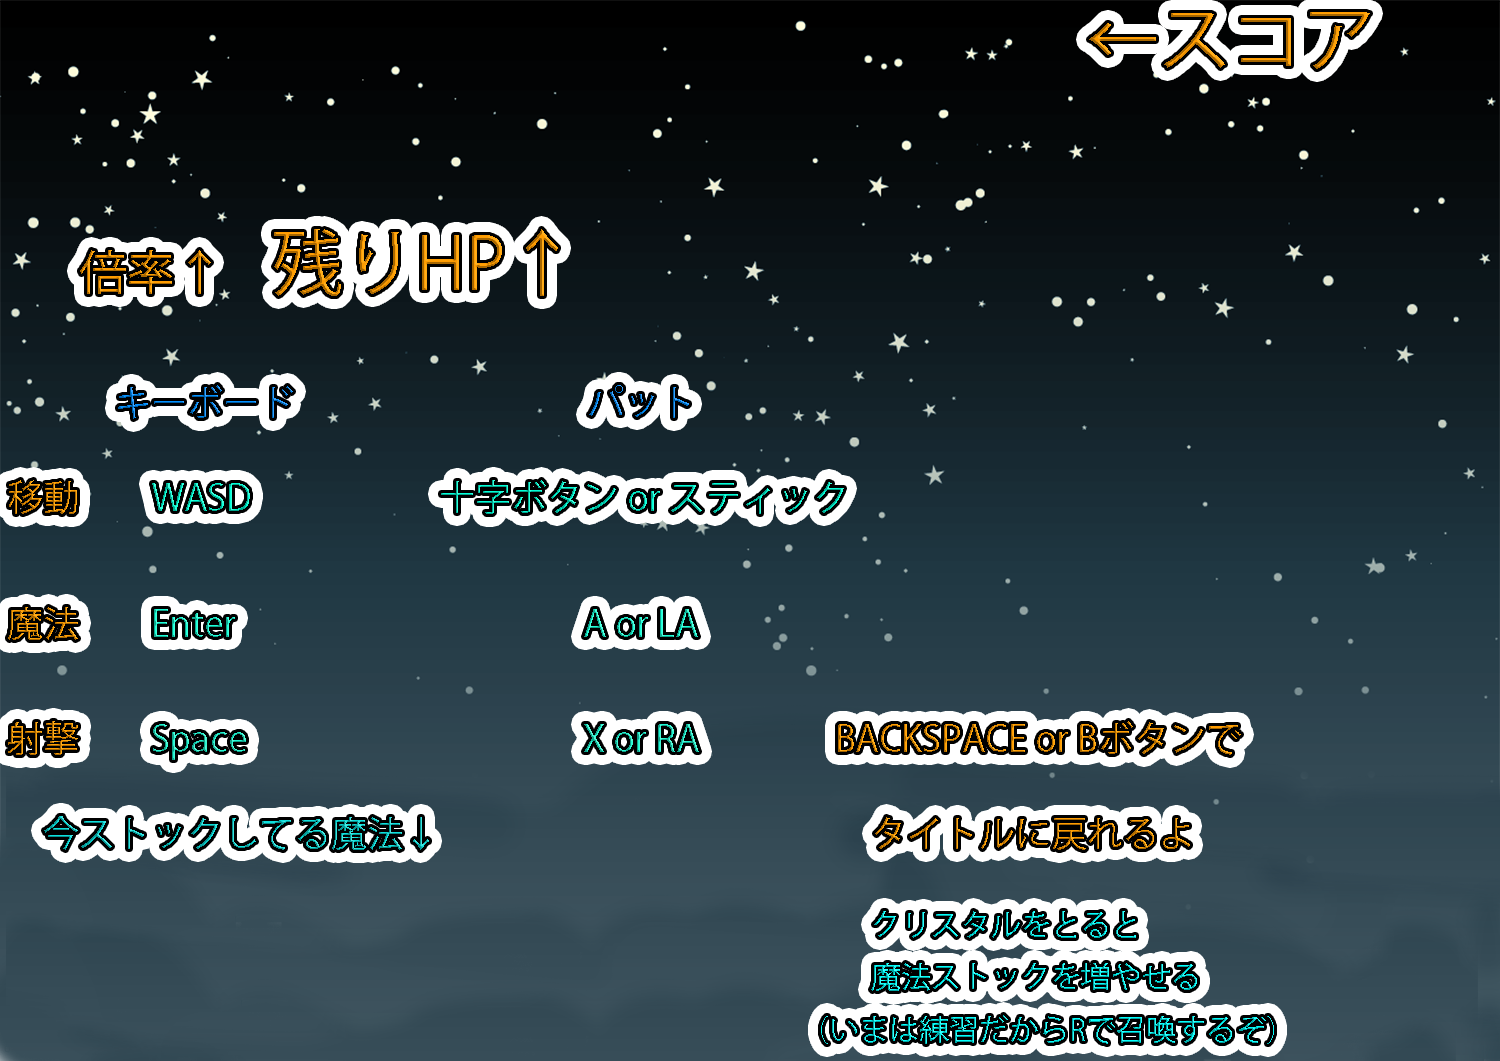 ←スコア
倍率↑ 残りHP↑
キーボード パット
移動 WASD 十字ボタン or スティック
魔法 Enter A or LA
射撃 Space X or RA BACKSPACE or Bボタンで
今ストックしてる魔法↓ タイトルに戻れるよ
クリスタルをとると
魔法ストックを増やせる
(いまは練習だからRで召喚するぞ)